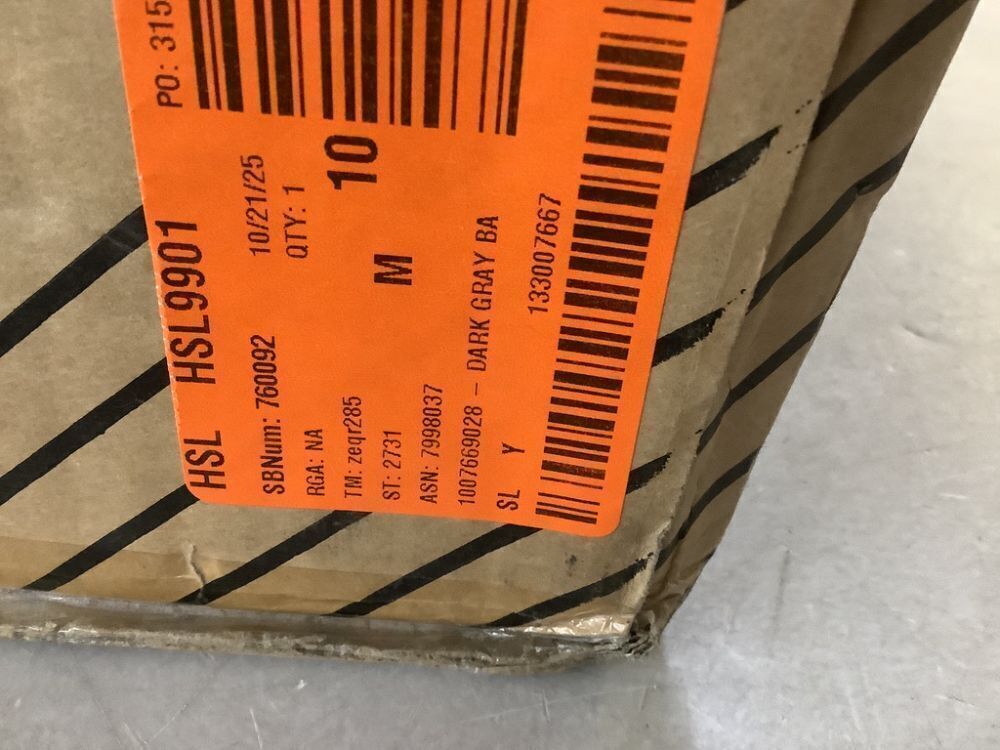 PO: 315
HSL HSL9901
SBNum: 760092 10/21/25
RGA: NA QTY: 1
TM: zeqr285 10
ST: 2731 M
ASN: 7998037
1007669028 - DARK GRAY BA
SL Y 133007667